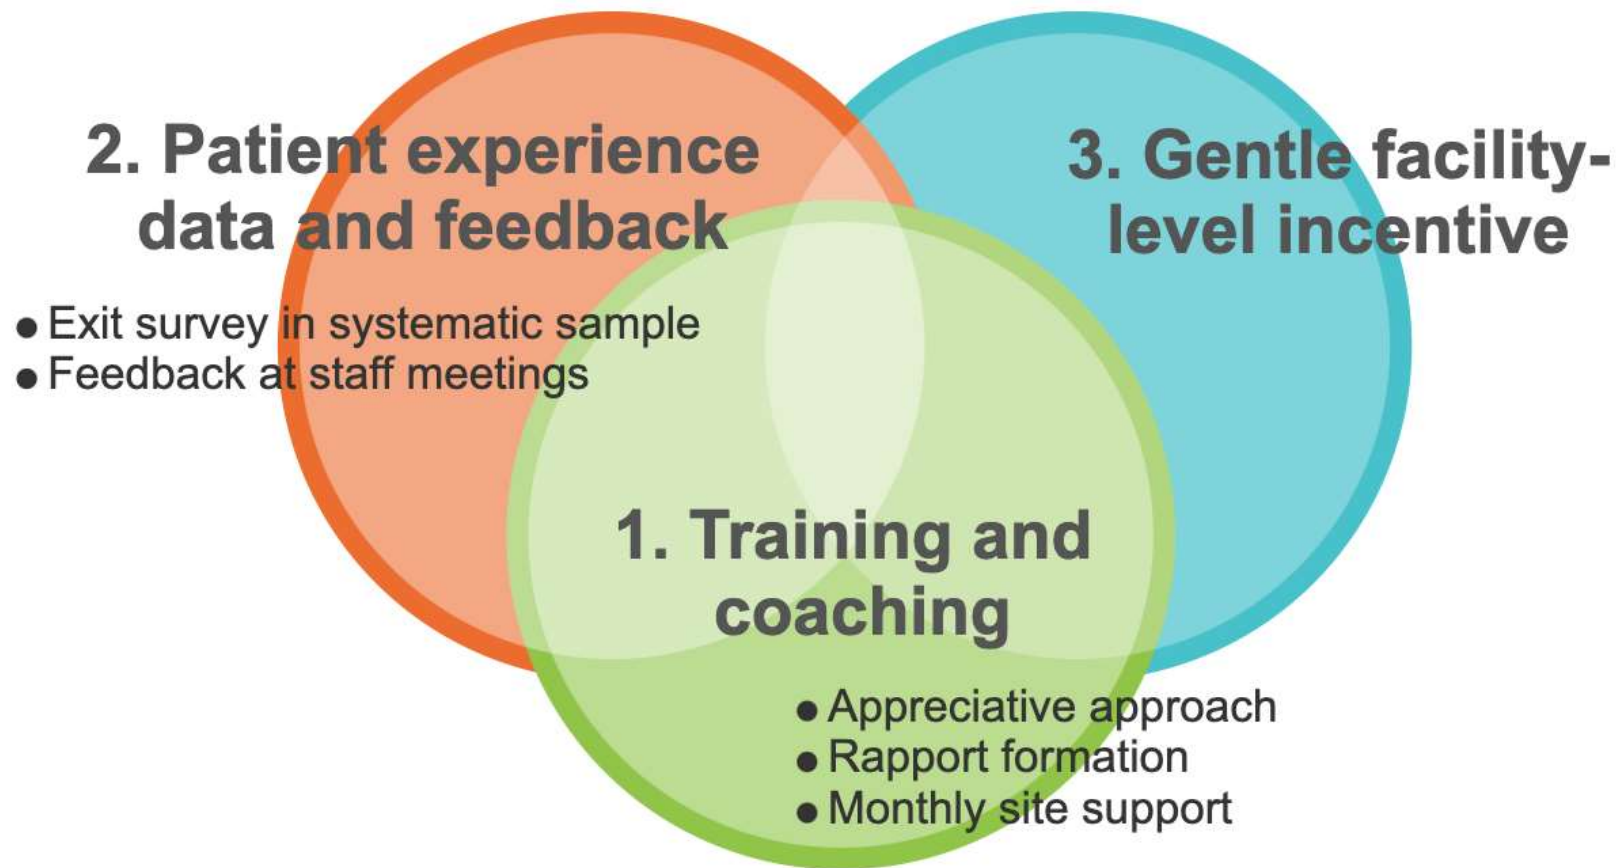 2. Patient experience
data and feedback
● Exit survey in systematic sample
● Feedback at staff meetings
3. Gentle facility-
level incentive
1. Training and
coaching
● Appreciative approach
● Rapport formation
● Monthly site support